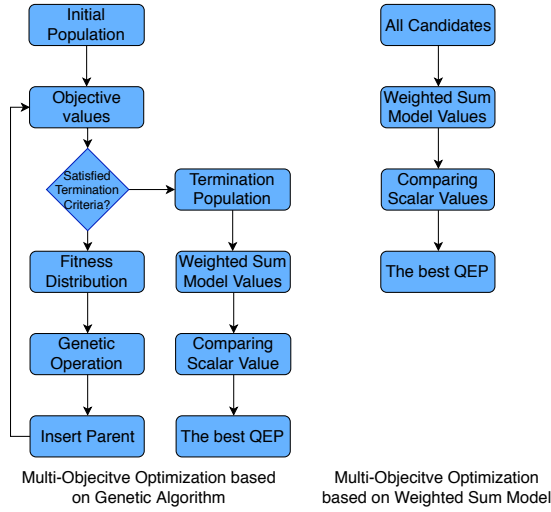 Initial
Population
Objective
values
Satisfied
Termination
Criteria?
Termination
Population
Fitness
Distribution
Weighted Sum
Model Values
Genetic
Operation
Comparing
Scalar Value
Insert Parent
The best QEP
Multi-Objecitve Optimization based
on Genetic Algorithm
All Candidates
Weighted Sum
Model Values
Comparing
Scalar Values
The best QEP
Multi-Objecitve Optimization
based on Weighted Sum Model